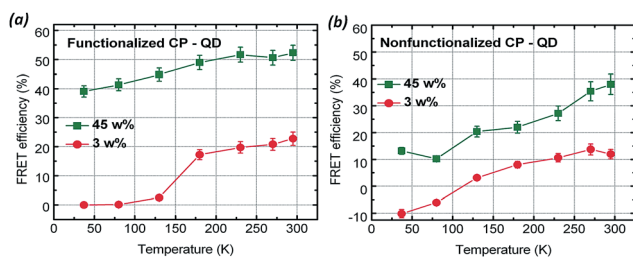 (a)
Functionalized CP - QD
FRET efficiency (%)
60
50
40
30
20
10
0
45 w%
3 w%
0 50 100 150 200 250 300
Temperature (K)
(b)
Nonfunctionalized CP - QD
FRET efficiency (%)
60
50
40
30
20
10
0
-10
45 w%
3 w%
0 50 100 150 200 250 300
Temperature (K)